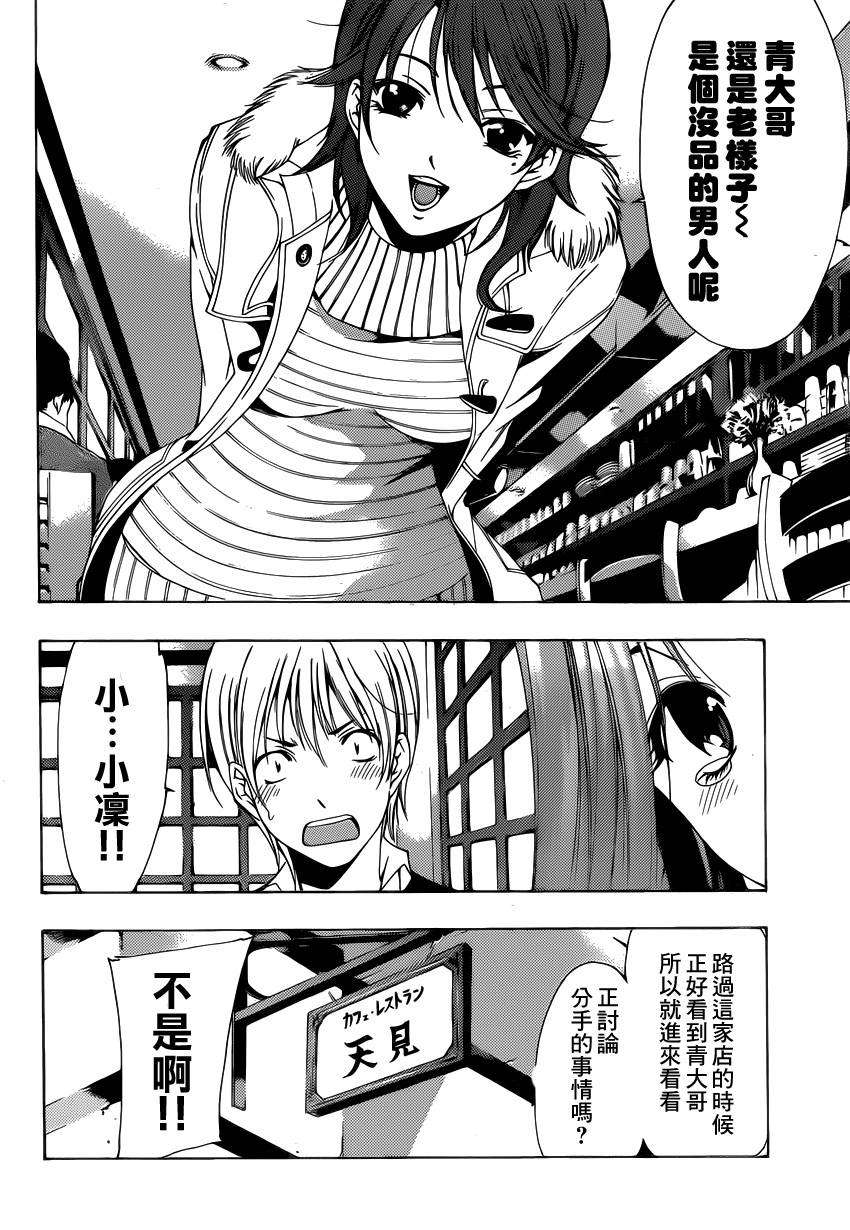 青大哥
還是老樣子～
是個沒品的男人呢
小…小凜!!
路過這家店的時候
正好看到青大哥
所以就進來看看
正討論
分手的事情嗎?
カフェ・レストラン
天見
不是啊!!